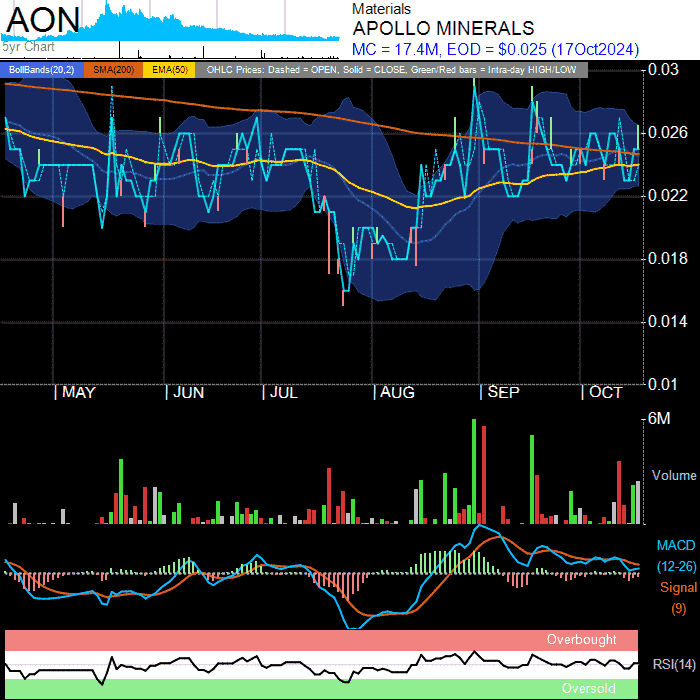 AON
5yr Chart
Materials
APOLLO MINERALS
MC = 17.4M, EOD = $0.025 (17Oct2024)
BollBands(20,2) SMA(200) EMA(50) OHLC Prices: Dashed = OPEN, Solid = CLOSE, Green/Red bars = Intra-day HIGH/LOW
0.03
0.026
0.022
0.018
0.014
0.01
MAY JUN JUL AUG SEP OCT
6M
Volume
MACD
(12-26)
Signal
(9)
Overbought
RSI(14)
Oversold